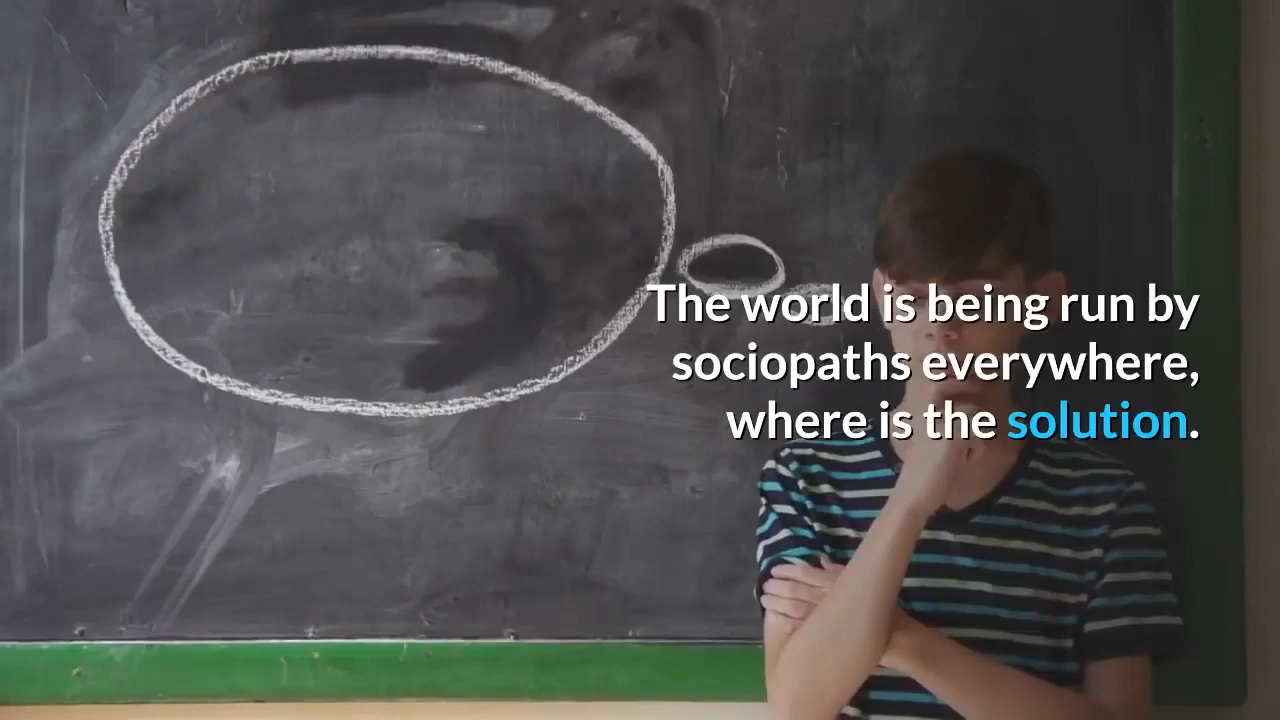 The world is being run by
sociopaths everywhere,
where is the solution.